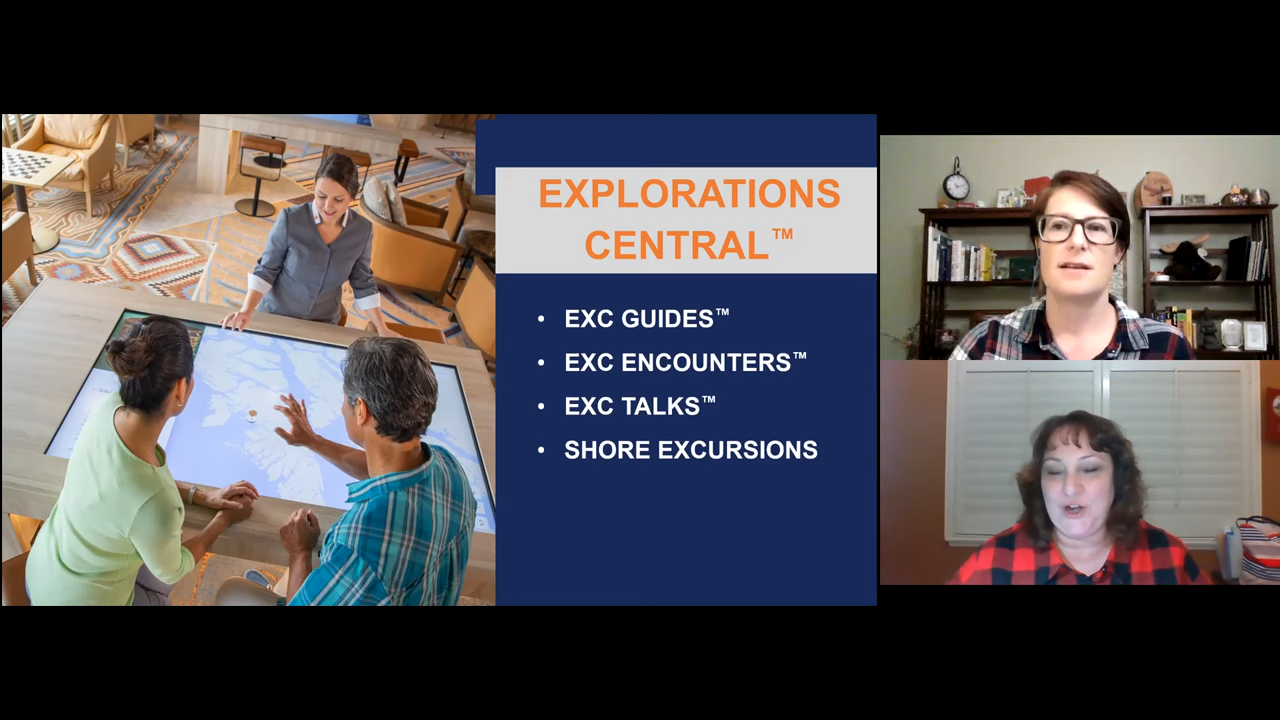 EXPLORATIONS
CENTRAL™
• EXC GUIDES™
• EXC ENCOUNTERS™
• EXC TALKS™
• SHORE EXCURSIONS